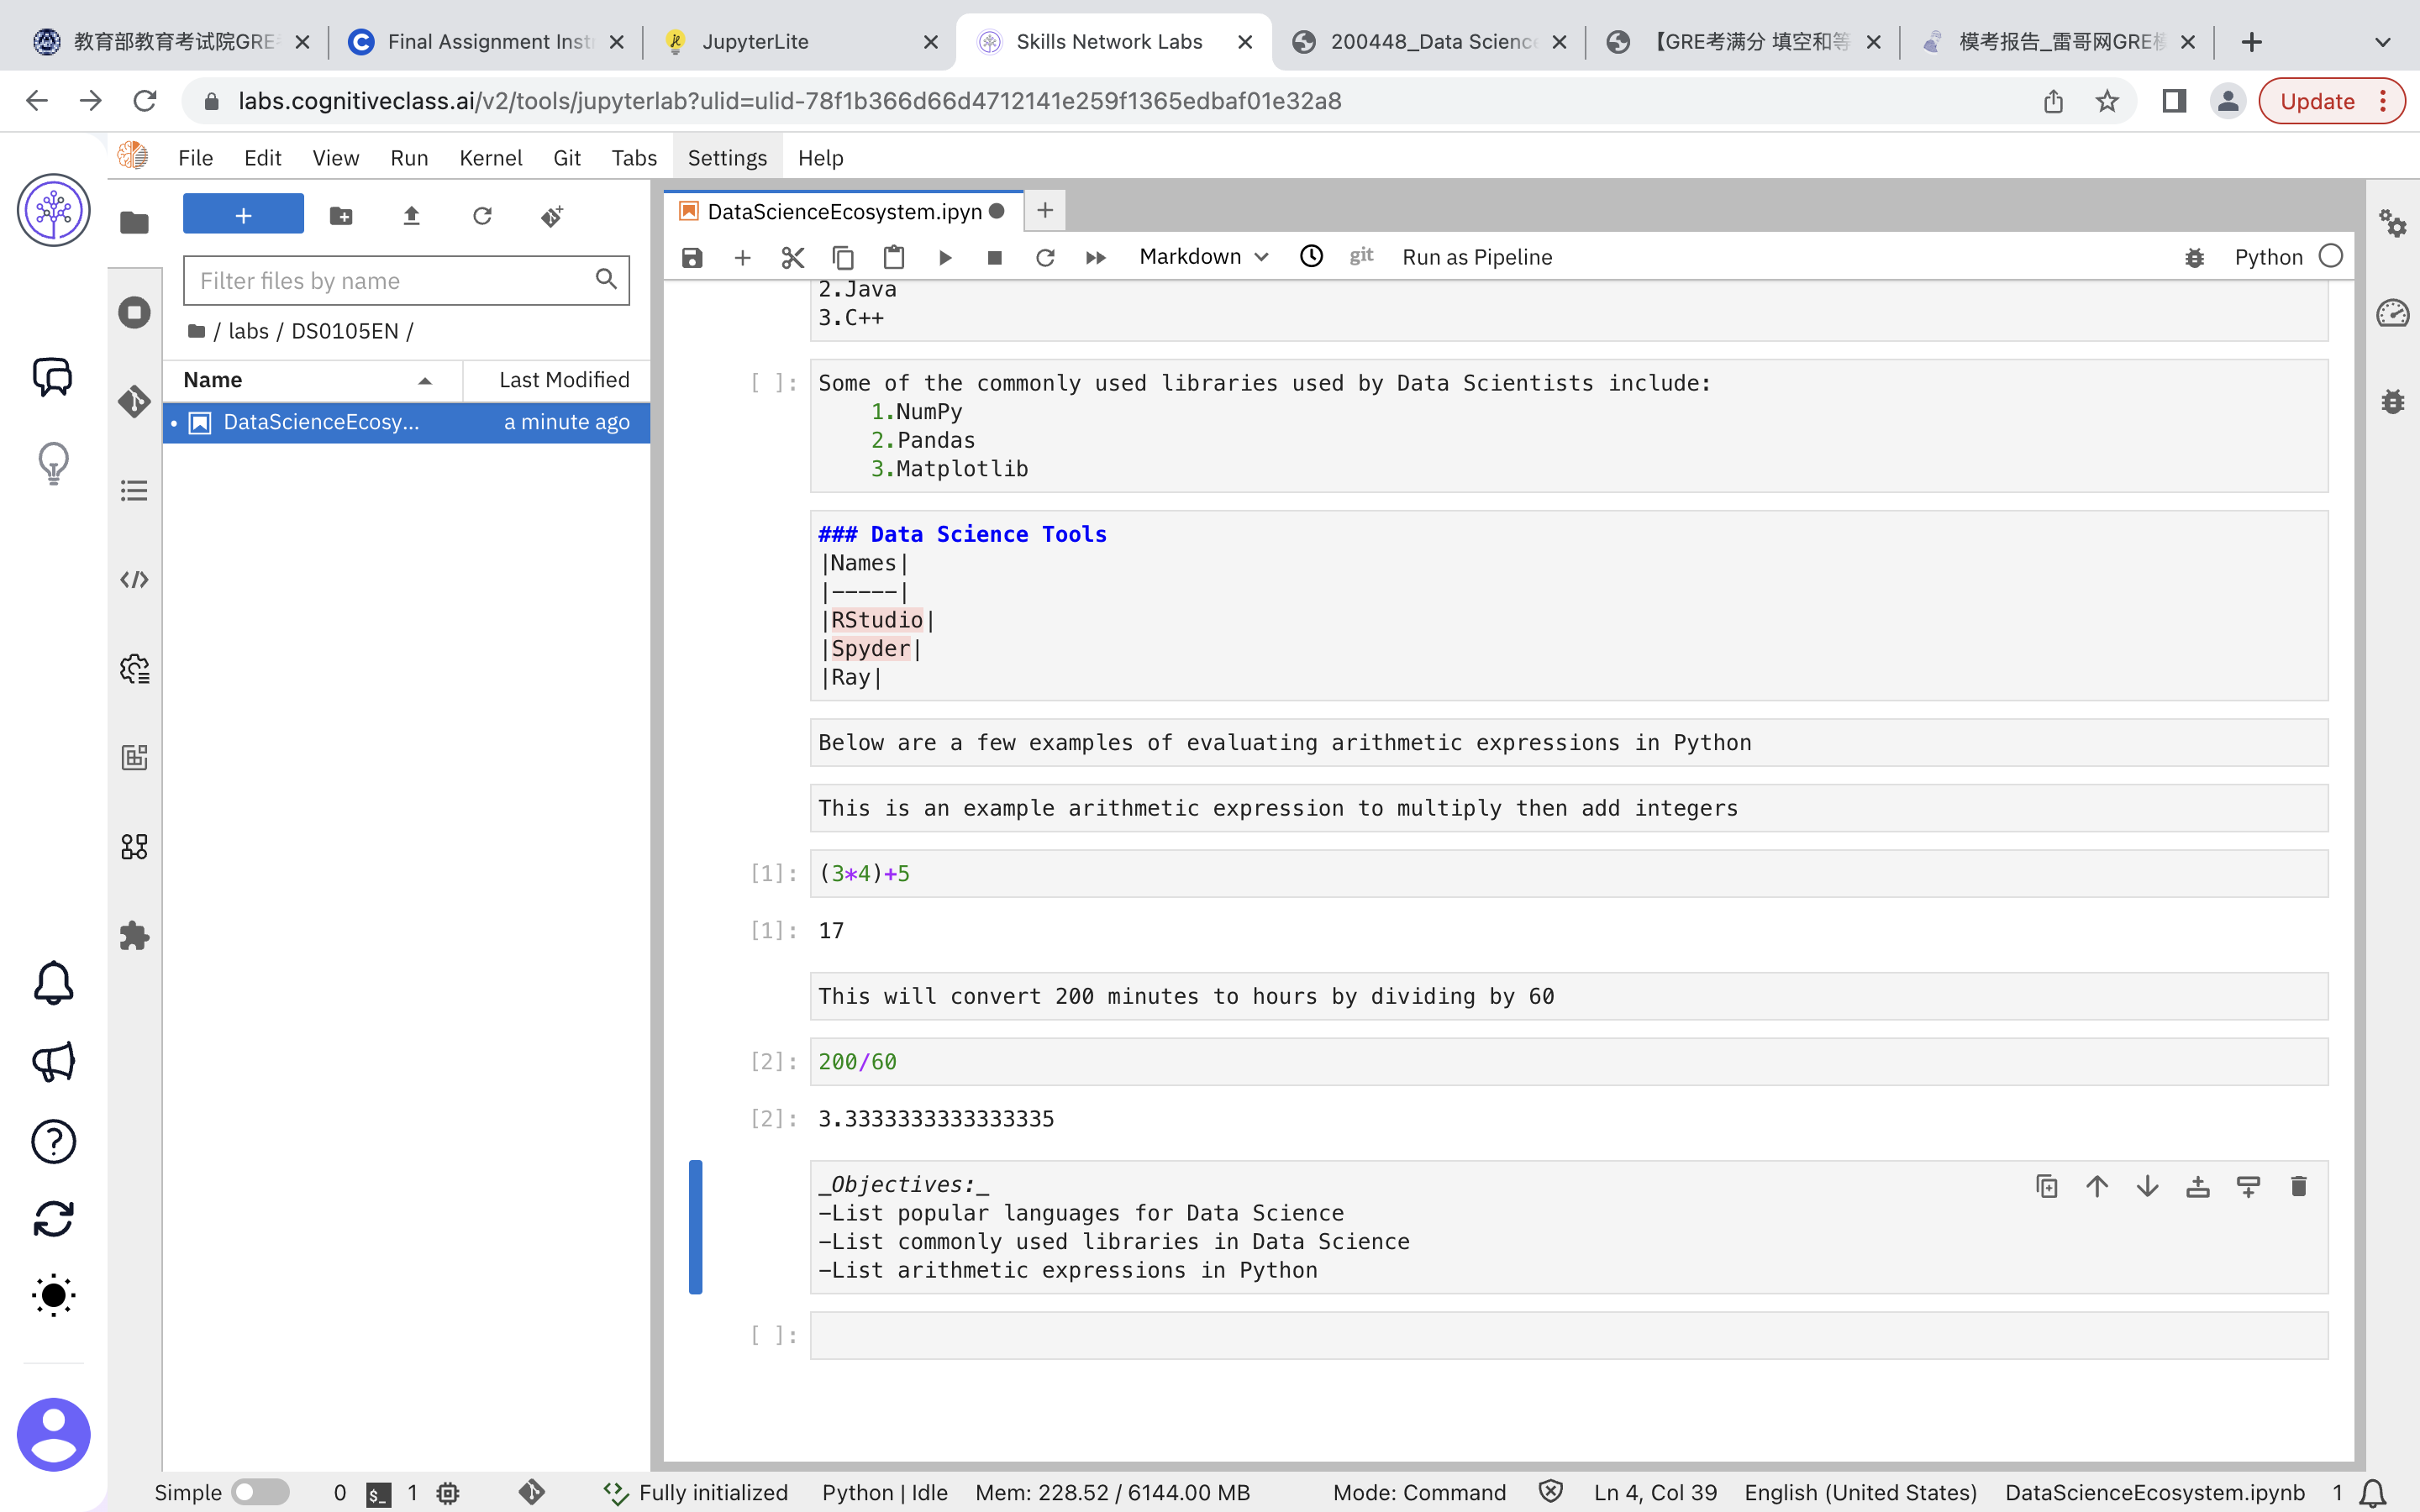 教育部教育考试院GRE
Final Assignment Inst
JupyterLite
Skills Network Labs
200448_Data Science
【GRE考满分 填空和等
模考报告_雷哥网GRE模
labs.cognitiveclass.ai/v2/tools/jupyterlab?ulid=ulid-78f1b366d66d4712141e259f1365edbaf01e32a8
Update
File Edit View Run Kernel Git Tabs Settings Help
DataScienceEcosystem.ipyn
Markdown
git
Run as Pipeline
Python
Filter files by name
/ labs / DS0105EN /
Name
Last Modified
DataScienceEcosy...
a minute ago
2.Java
3.C++
[ ]:
Some of the commonly used libraries used by Data Scientists include:
1.NumPy
2.Pandas
3.Matplotlib
### Data Science Tools
|Names|
|-----|
|RStudio|
|Spyder|
|Ray|
Below are a few examples of evaluating arithmetic expressions in Python
This is an example arithmetic expression to multiply then add integers
[1]: (3*4)+5
[1]: 17
This will convert 200 minutes to hours by dividing by 60
[2]: 200/60
[2]: 3.3333333333333335
_Objectives:_
-List popular languages for Data Science
-List commonly used libraries in Data Science
-List arithmetic expressions in Python
[ ]:
Simple 0 $_ 1 Fully initialized Python | Idle Mem: 228.52 / 6144.00 MB Mode: Command Ln 4, Col 39 English (United States) DataScienceEcosystem.ipynb 1